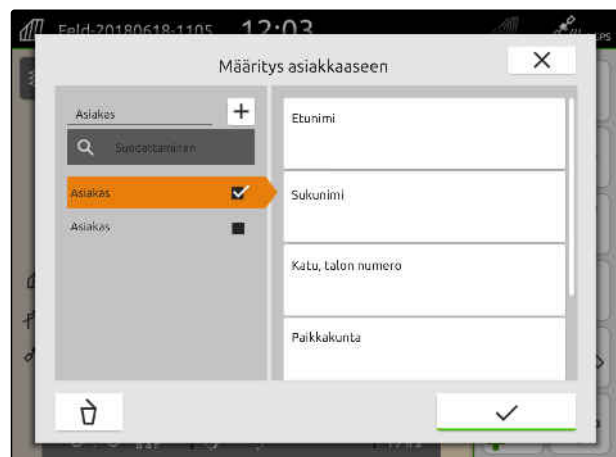 Feld-20180618-1105 12:03
Määritys asiakkaaseen
Asiakas
Suodattaminen
Asiakas
Asiakas
Etunimi
Sukunimi
Katu, talon numero
Paikkakunta